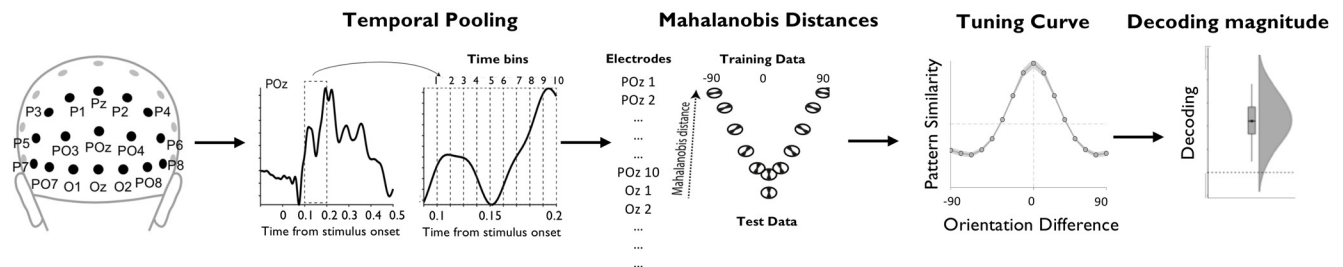 Temporal Pooling
Mahalanobis Distances
Tuning Curve
Decoding magnitude
P3
P1
Pz
P2
P4
P5
PO3
POz
PO4
P6
P7
PO7
O1
Oz
O2
PO8
P8
POz
0
0.1
0.2
0.3
0.4
0.5
Time from stimulus onset
Time bins
1 2 3 4 5 6 7 8 9 10
0.1
0.15
0.2
Time from stimulus onset
Electrodes
POz 1
POz 2
...
...
...
POz 10
Oz 1
Oz 2
...
...
...
Training Data
-90
0
90
Mahalanobis distance
Test Data
Pattern Similarity
-90
0
90
Orientation Difference
Decoding